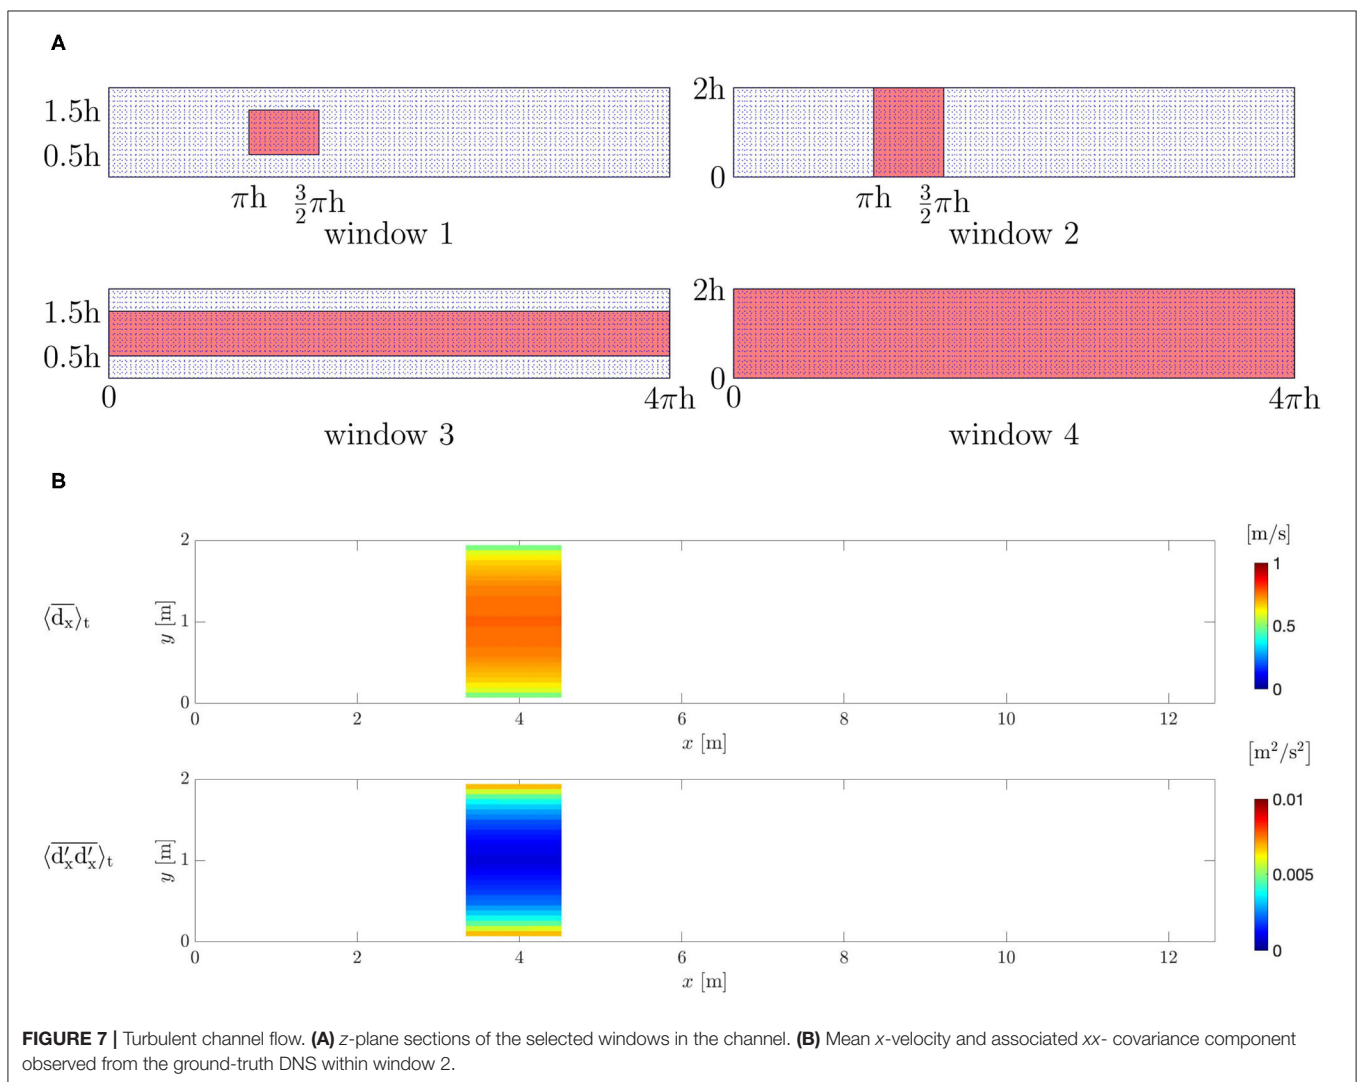 A
1.5h
0.5h
πh
3/2 πh
window 1
2h
0
πh
3/2 πh
window 2
1.5h
0.5h
0
4πh
window 3
2h
0
0
4πh
window 4
B
⟨d̅x̅⟩t
y [m]
2
1
0
0 2 4 6 8 10 12
x [m]
[m/s]
1
0.5
0
⟨d′xd′x⟩t
y [m]
2
1
0
0 2 4 6 8 10 12
x [m]
[m²/s²]
0.01
0.005
0
FIGURE 7 | Turbulent channel flow. (A) z-plane sections of the selected windows in the channel. (B) Mean x-velocity and associated xx- covariance component
observed from the ground-truth DNS within window 2.